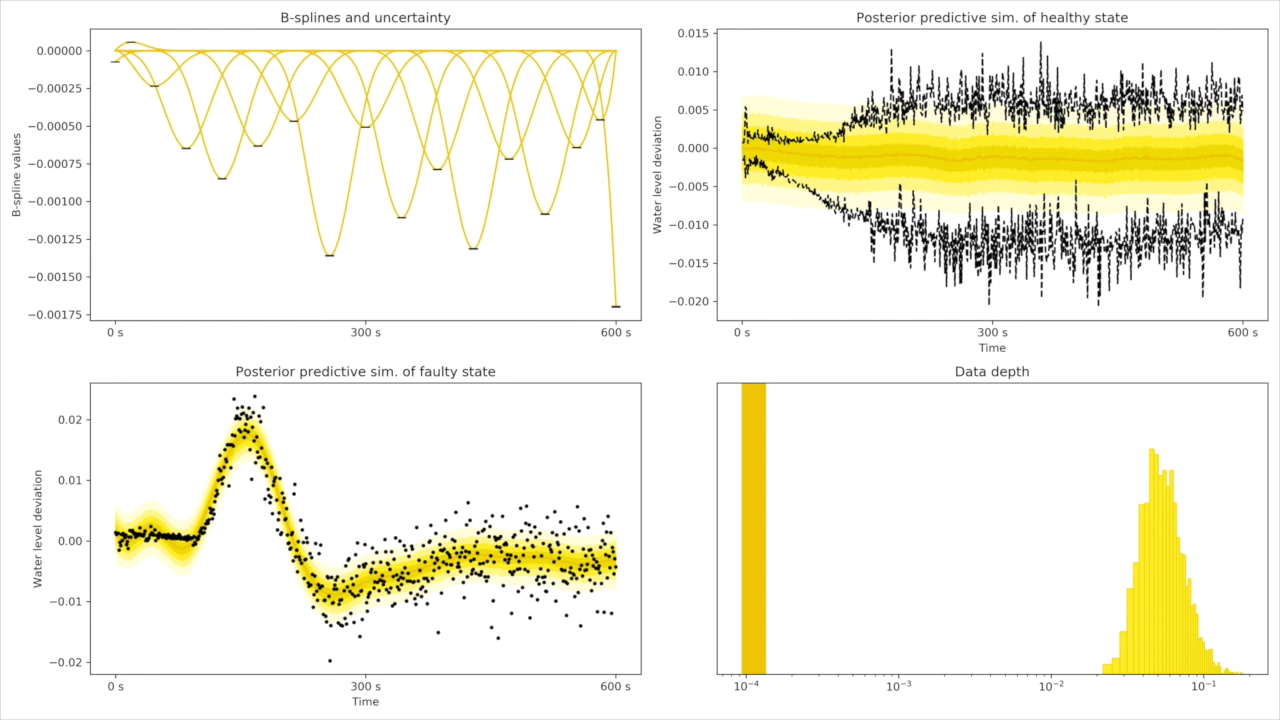 B-splines and uncertainty
B-spline values
0.00000
−0.00025
−0.00050
−0.00075
−0.00100
−0.00125
−0.00150
−0.00175
0 s
300 s
600 s
Posterior predictive sim. of healthy state
Water level deviation
0.015
0.010
0.005
0.000
−0.005
−0.010
−0.015
−0.020
0 s
300 s
600 s
Time
Posterior predictive sim. of faulty state
Water level deviation
0.02
0.01
0.00
−0.01
−0.02
0 s
300 s
600 s
Time
Data depth
10⁻⁴
10⁻³
10⁻²
10⁻¹